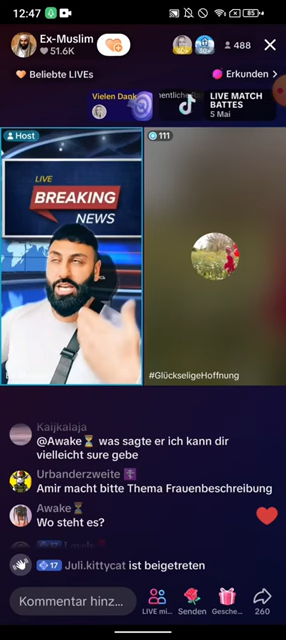 12:47
85
Ex-Muslim
51.6K
488
Beliebte LIVEs
Erkunden
Vielen Dank
LIVE MATCH
BATTES
5 Mai
Host
111
LIVE
BREAKING
NEWS
#GlückseligeHoffnung
Kaijkalaja
@Awake⏳ was sagte er ich kann dir
vielleicht sure gebe
Urbanderzweite
Amir macht bitte Thema Frauenbeschreibung
Awake⏳
Wo steht es?
17 Juli.kittycat ist beigetreten
Kommentar hinz...
LIVE mi...
Senden
Gesche...
260